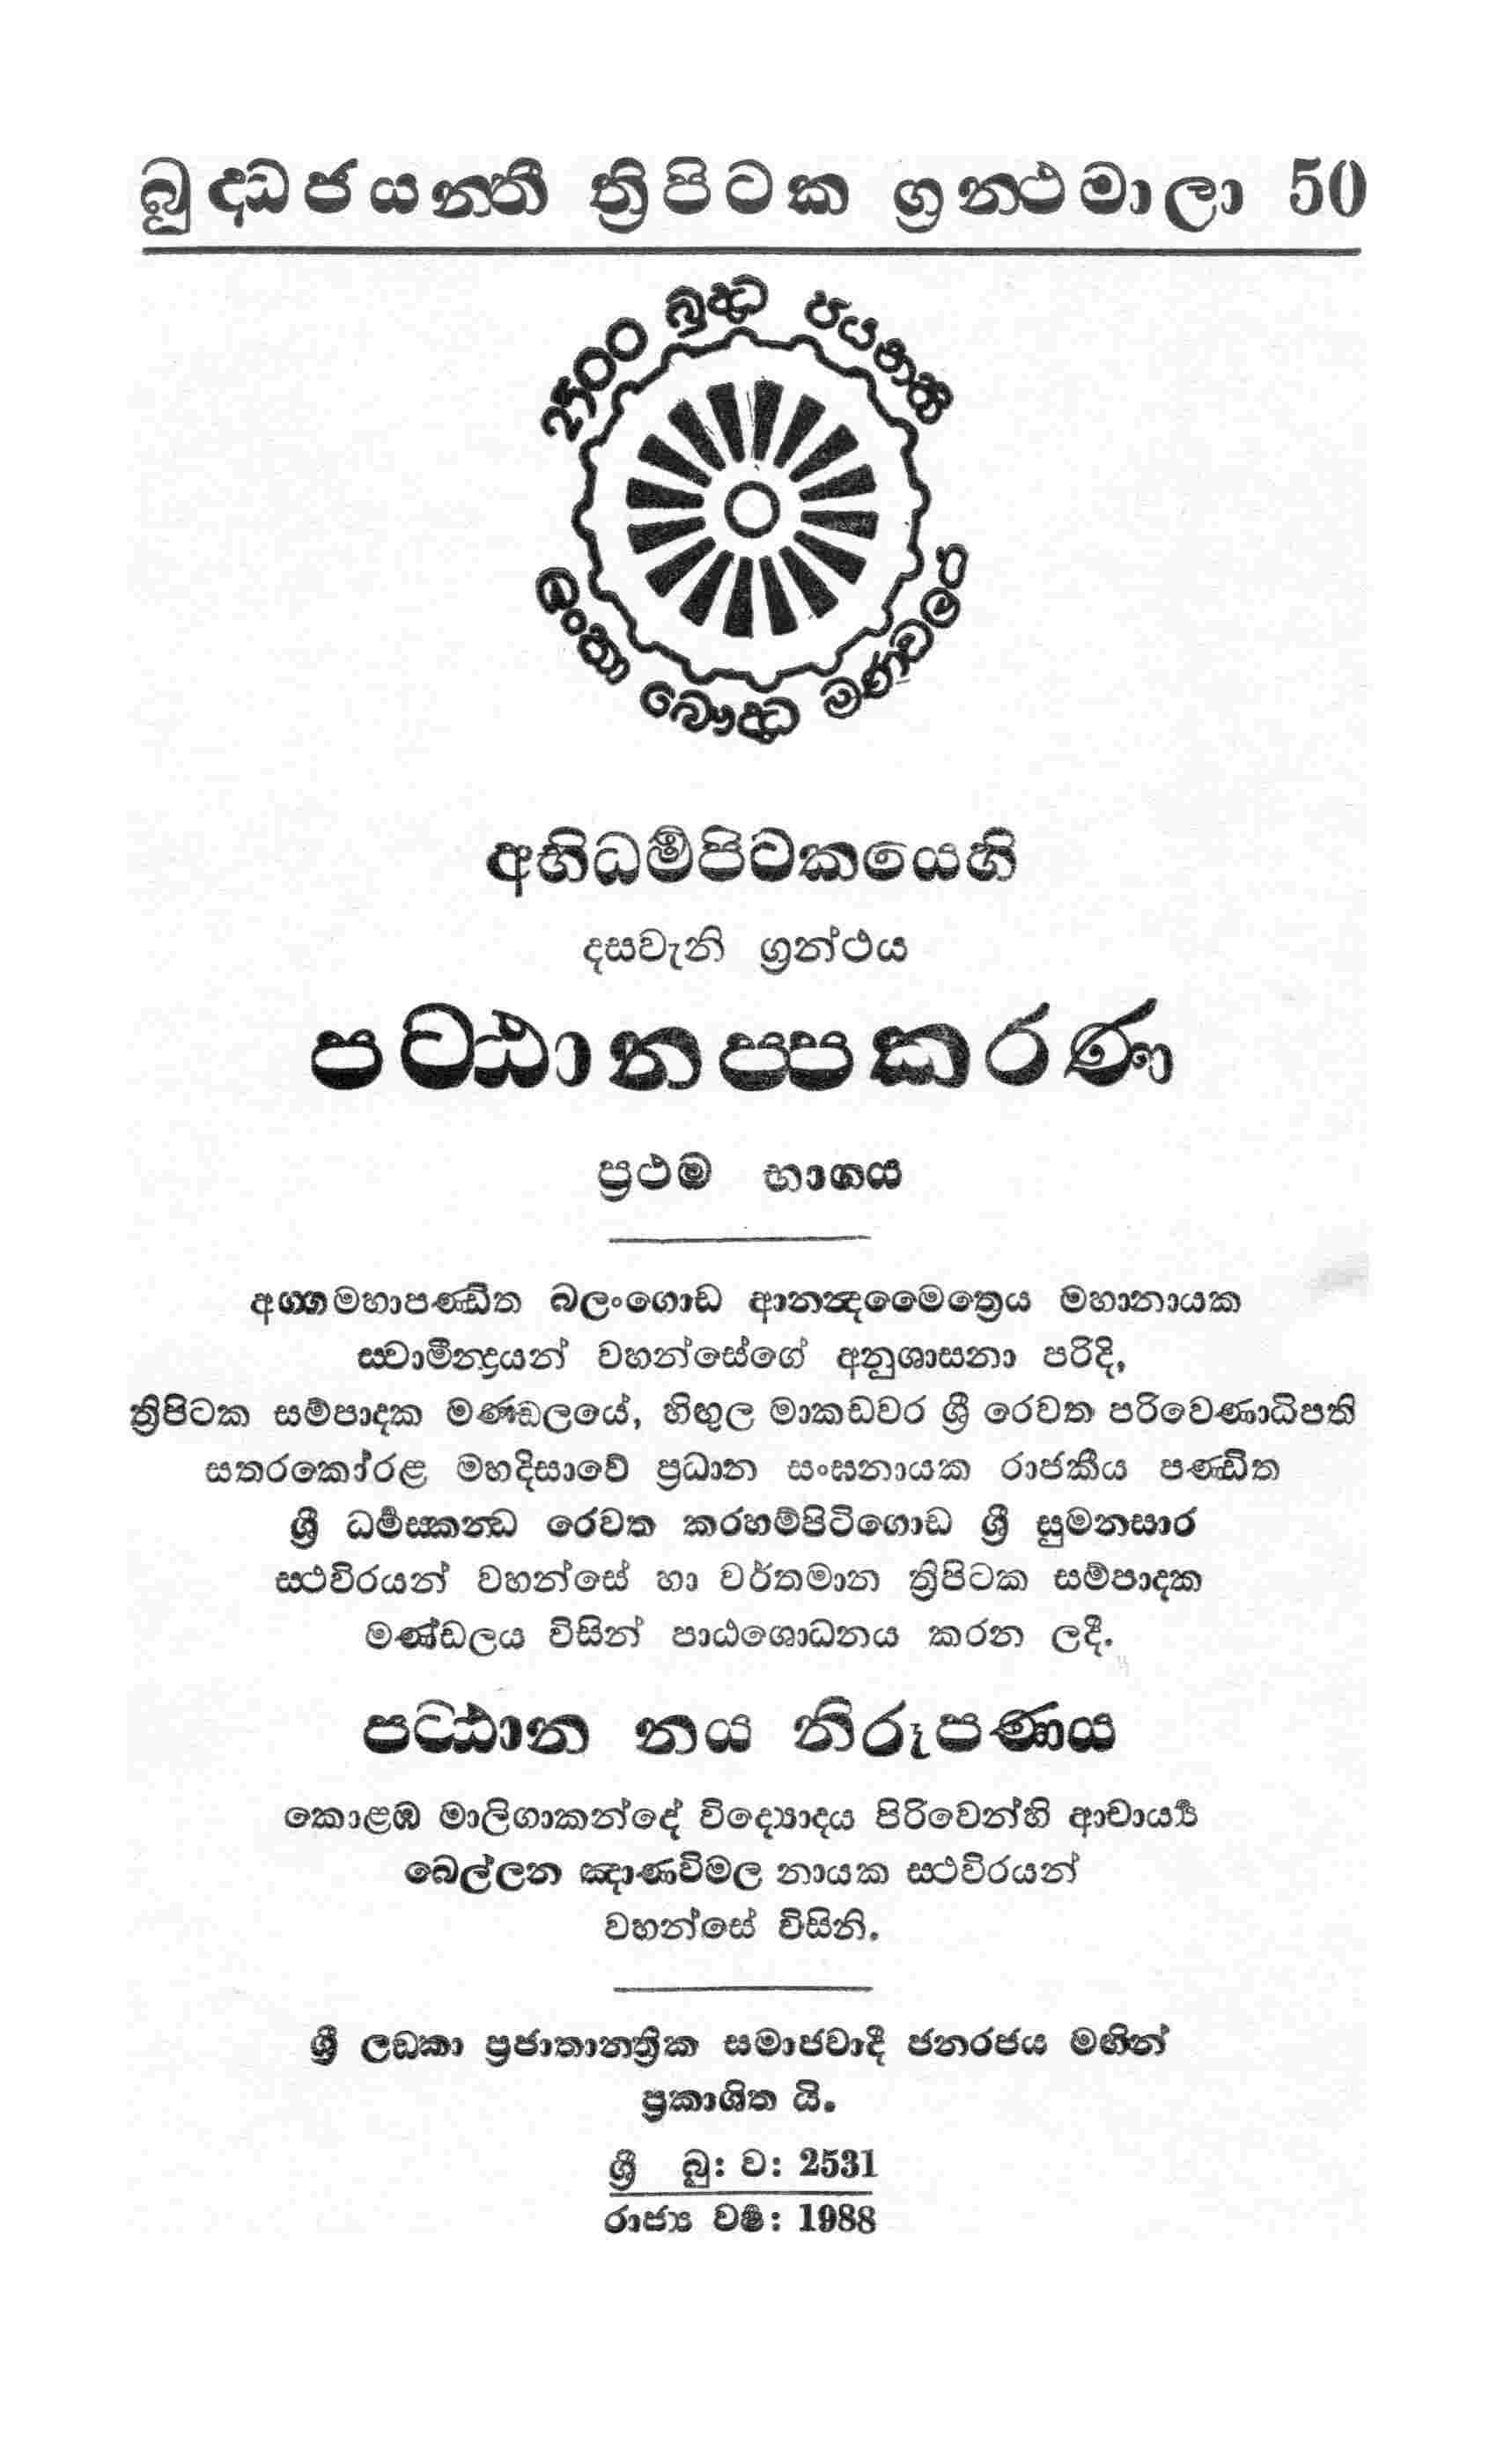 බුද්ධජයන්තී ත්‍රිපිටක ග්‍රන්ථමාලා 50
2500 බුද්ධ ජයන්ති
ලංකා බෞද්ධ මණ්ඩලය
අභිධර්‍මපිටකයෙහි
දසවැනි ග්‍රන්ථය
පට්ඨානප්පකරණ
ප්‍රථම භාගය
අග්ගමහාපණ්ඩිත බලංගොඩ ආනන්දමෛත්‍රෙය මහානායක
ස්වාමීන්ද්‍රයන් වහන්සේගේ අනුශාසනා පරිදි,
ත්‍රිපිටක සම්පාදක මණ්ඩලයේ, හිඟුල මාකඩවර ශ්‍රී රෙවත පරිවෙණාධිපති
සතරකෝරළ මහදිසාවේ ප්‍රධාන සංඝනායක රාජකීය පණ්ඩිත
ශ්‍රී ධර්‍මස්කන්ධ රෙවත කරහම්පිටිගොඩ ශ්‍රී සුමනසාර
ස්ථවිරයන් වහන්සේ හා වර්තමාන ත්‍රිපිටක සම්පාදක
මණ්ඩලය විසින් පාඨශොධනය කරන ලදී.
පට්ඨාන නය නිරූපණය
කොළඹ මාලිගාකන්දේ විද්‍යොදය පිරිවෙන්හි ආචාර්‍ය්‍ය
බෙල්ලන ඤාණවිමල නායක ස්ථවිරයන්
වහන්සේ විසිනි.
ශ්‍රී ලඞ්කා ප්‍රජාතාන්ත්‍රික සමාජවාදී ජනරජය මඟින්
ප්‍රකාශිත යි.
ශ්‍රී බු: ව: 2531
රාජ්‍ය වර්‍ෂ: 1988